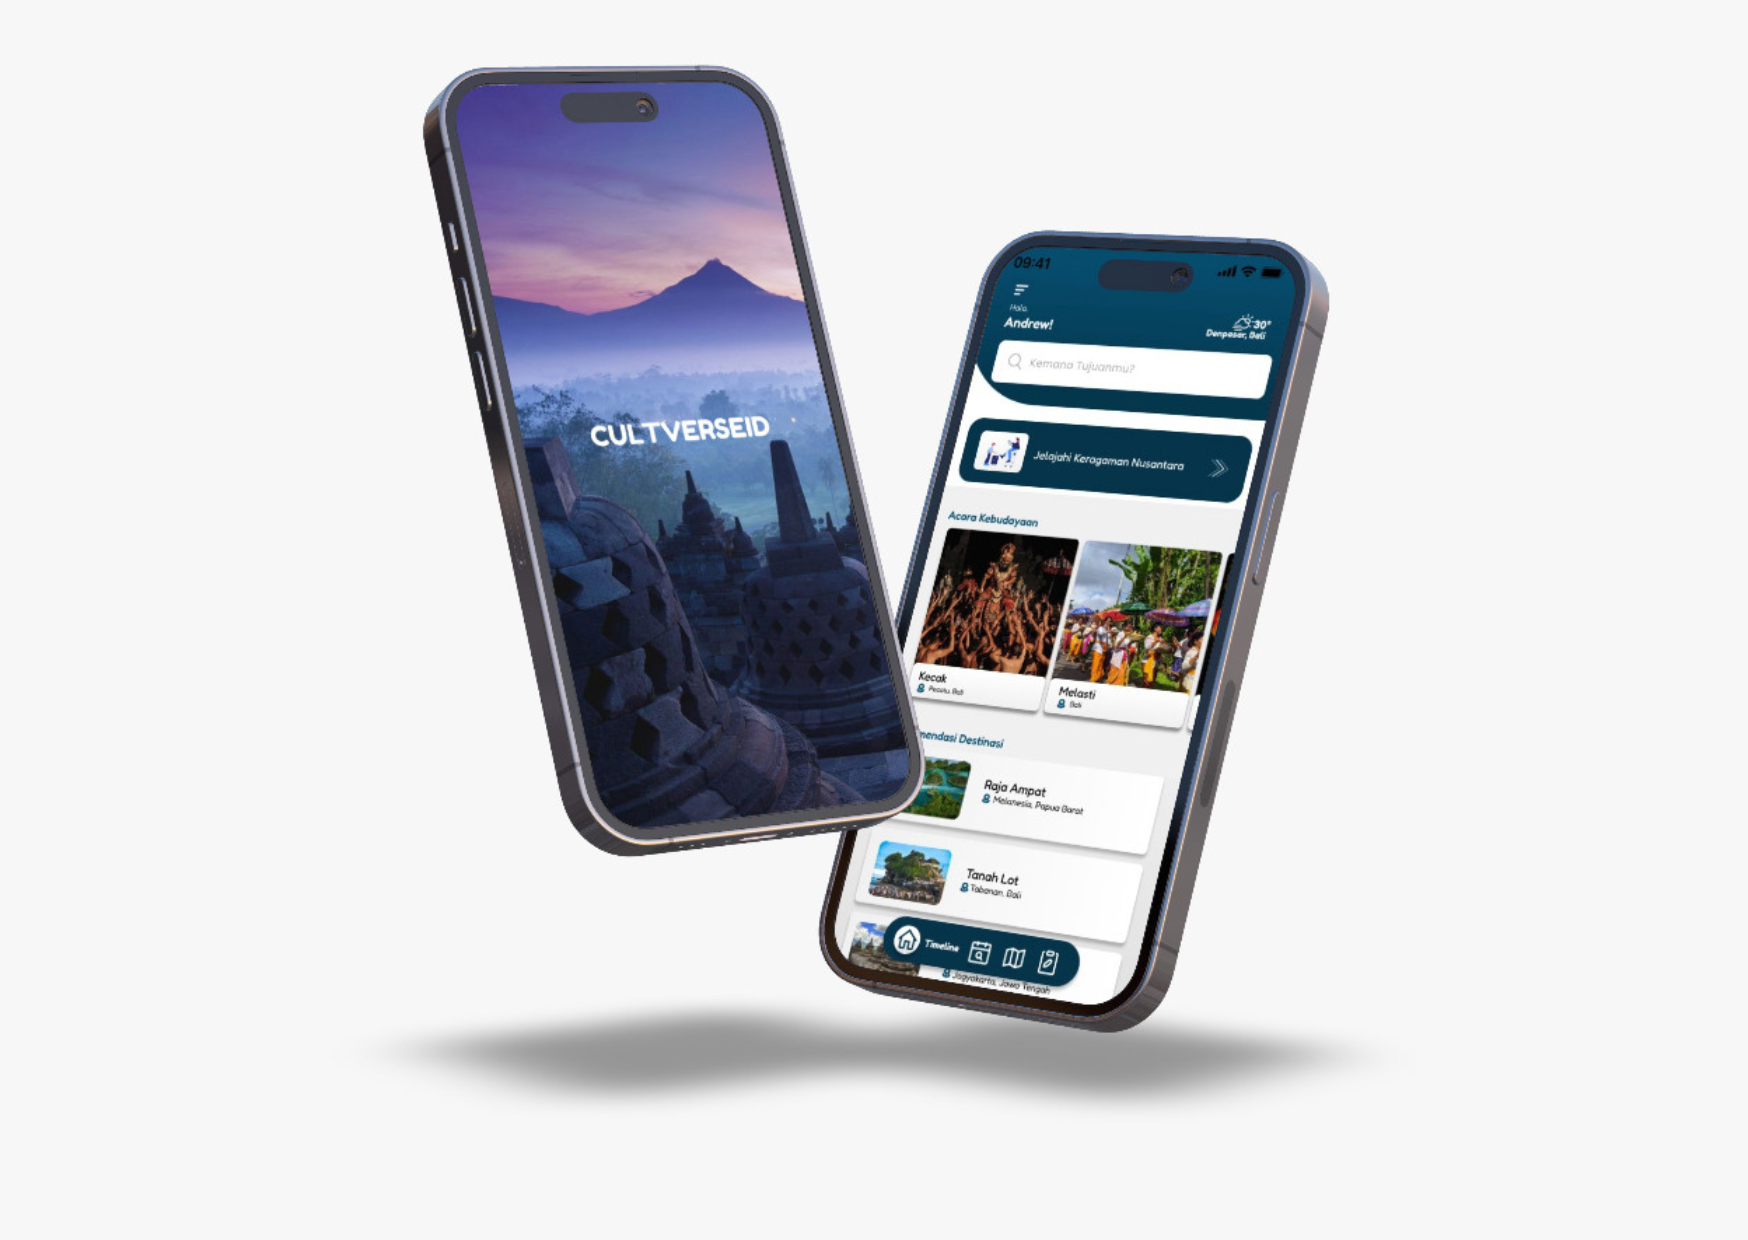 CULTVERSEID
09:41
Halo,
Andrew!
30°
Denpasar, Bali
Kemana Tujuanmu?
Jelajahi Keragaman Nusantara
Acara Kebudayaan
Kecak
Pecatu, Bali
Melasti
Bali
mendasi Destinasi
Raja Ampat
Melanesia, Papua Barat
Tanah Lot
Tabanan, Bali
Timeline
Jogyakarta, Jawa Tengah